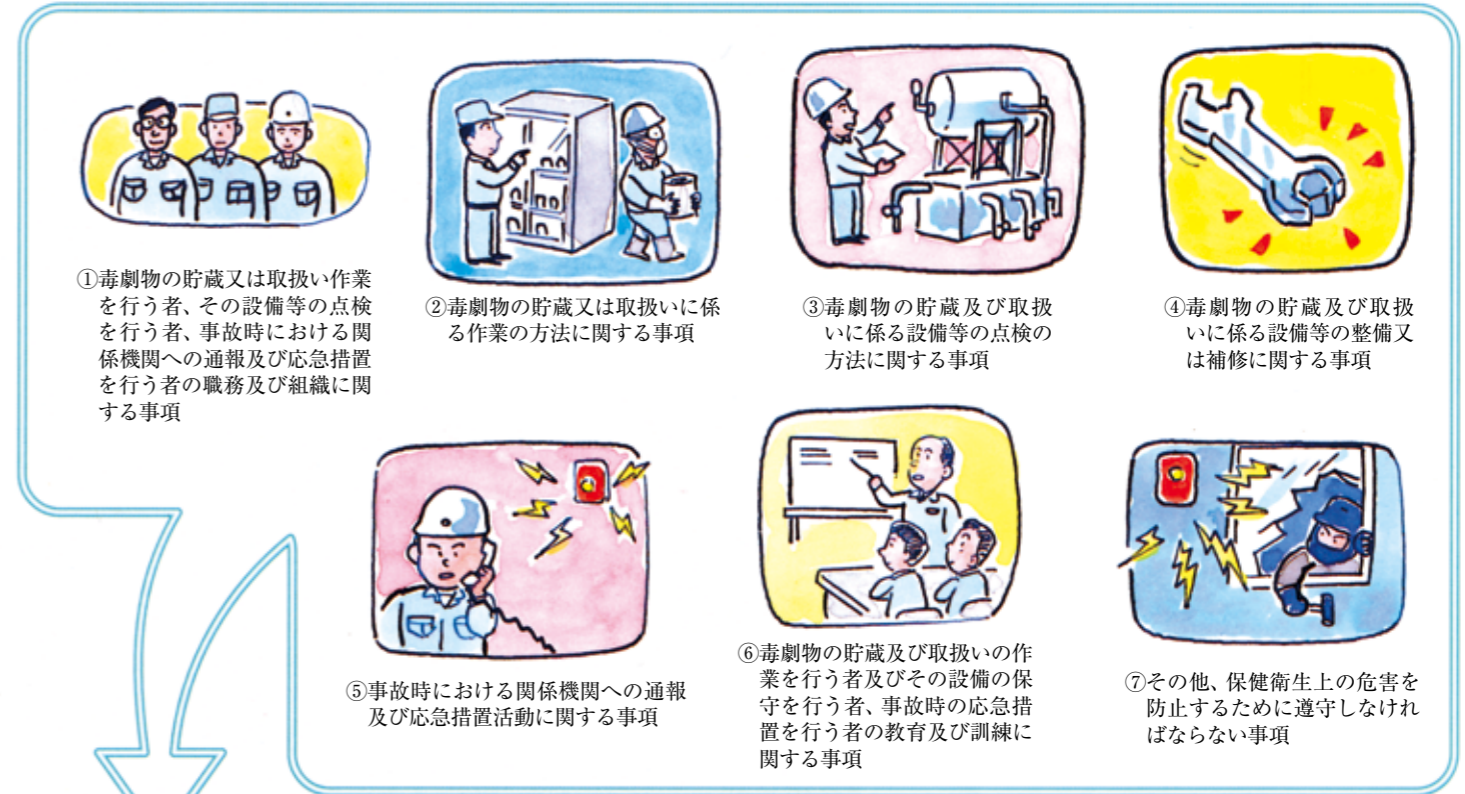 ①毒劇物の貯蔵又は取扱い作業
を行う者、その設備等の点検
を行う者、事故時における関
係機関への通報及び応急措置
を行う者の職務及び組織に関
する事項
②毒劇物の貯蔵又は取扱いに係
る作業の方法に関する事項
③毒劇物の貯蔵及び取扱
いに係る設備等の点検の
方法に関する事項
④毒劇物の貯蔵及び取扱
いに係る設備等の整備又
は補修に関する事項
⑤事故時における関係機関への通報
及び応急措置活動に関する事項
⑥毒劇物の貯蔵及び取扱いの作
業を行う者及びその設備の保
守を行う者、事故時の応急措
置を行う者の教育及び訓練に
関する事項
⑦その他、保健衛生上の危害を
防止するために遵守しなけれ
ばならない事項